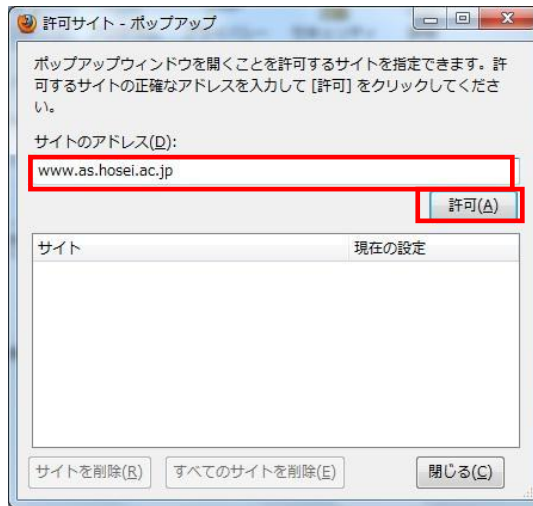 許可サイト - ポップアップ
ポップアップウィンドウを開くことを許可するサイトを指定できます。許
可するサイトの正確なアドレスを入力して [許可] をクリックしてくださ
い。
サイトのアドレス(D):
www.as.hosei.ac.jp
許可(A)
サイト 現在の設定
サイトを削除(R) すべてのサイトを削除(E) 閉じる(C)